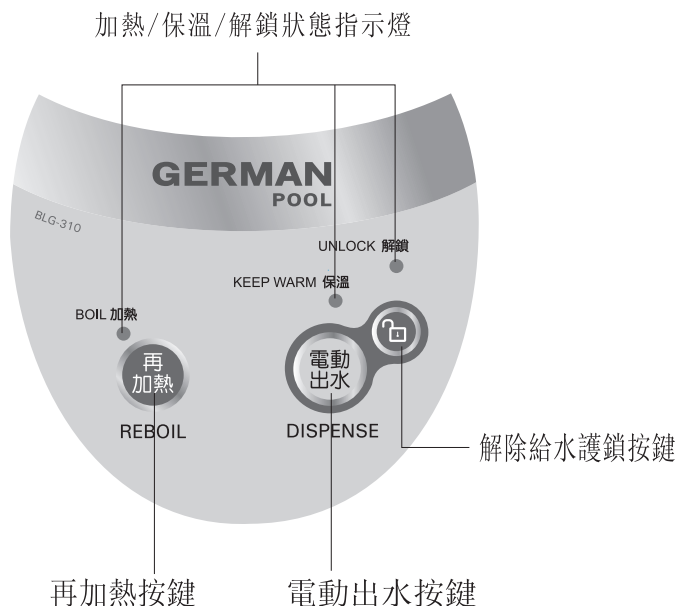 加熱/保溫/解鎖狀態指示燈
GERMAN
POOL
BLG-310
UNLOCK 解鎖
KEEP WARM 保溫
BOIL 加熱
再
加熱
電動
出水
REBOIL
DISPENSE
解除給水護鎖按鍵
再加熱按鍵
電動出水按鍵